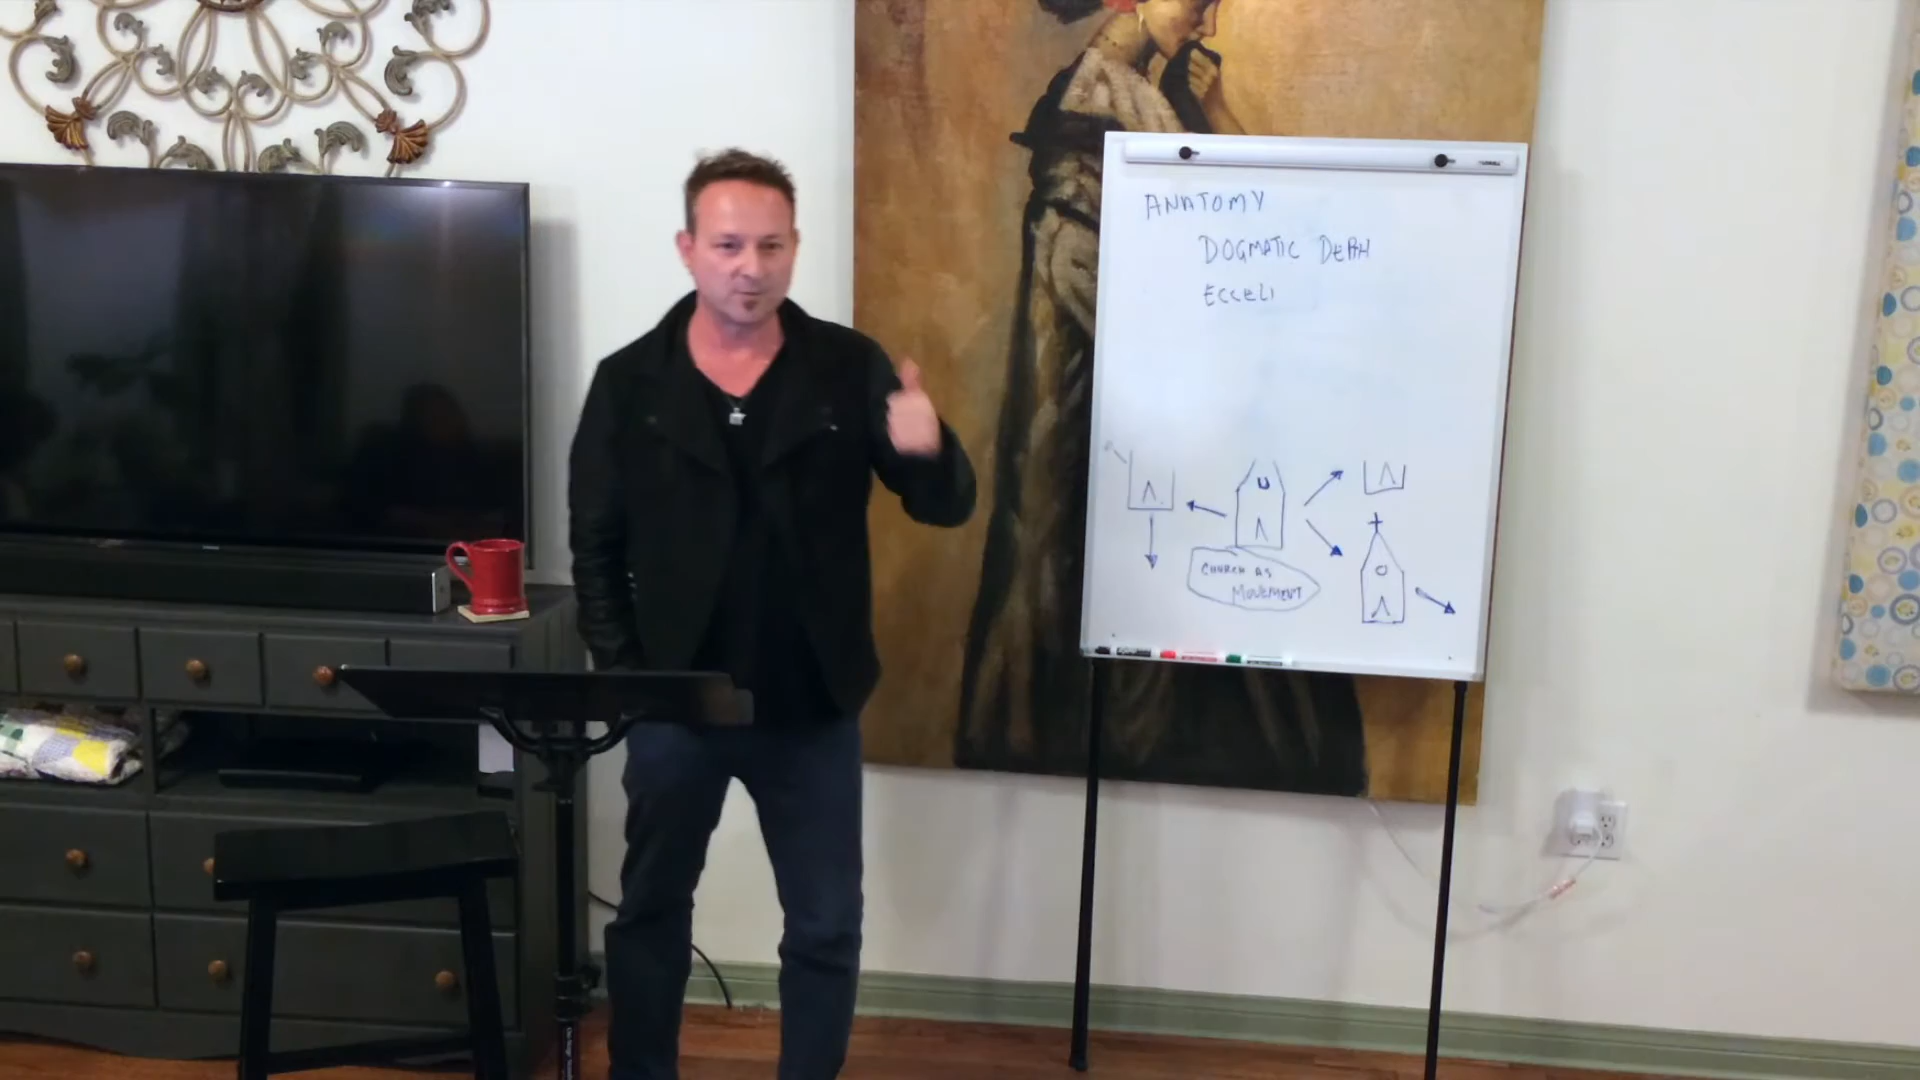 ANATOMY
DOGMATIC DEPTH
ECCELI
CHURCH AS
MOVEMENT